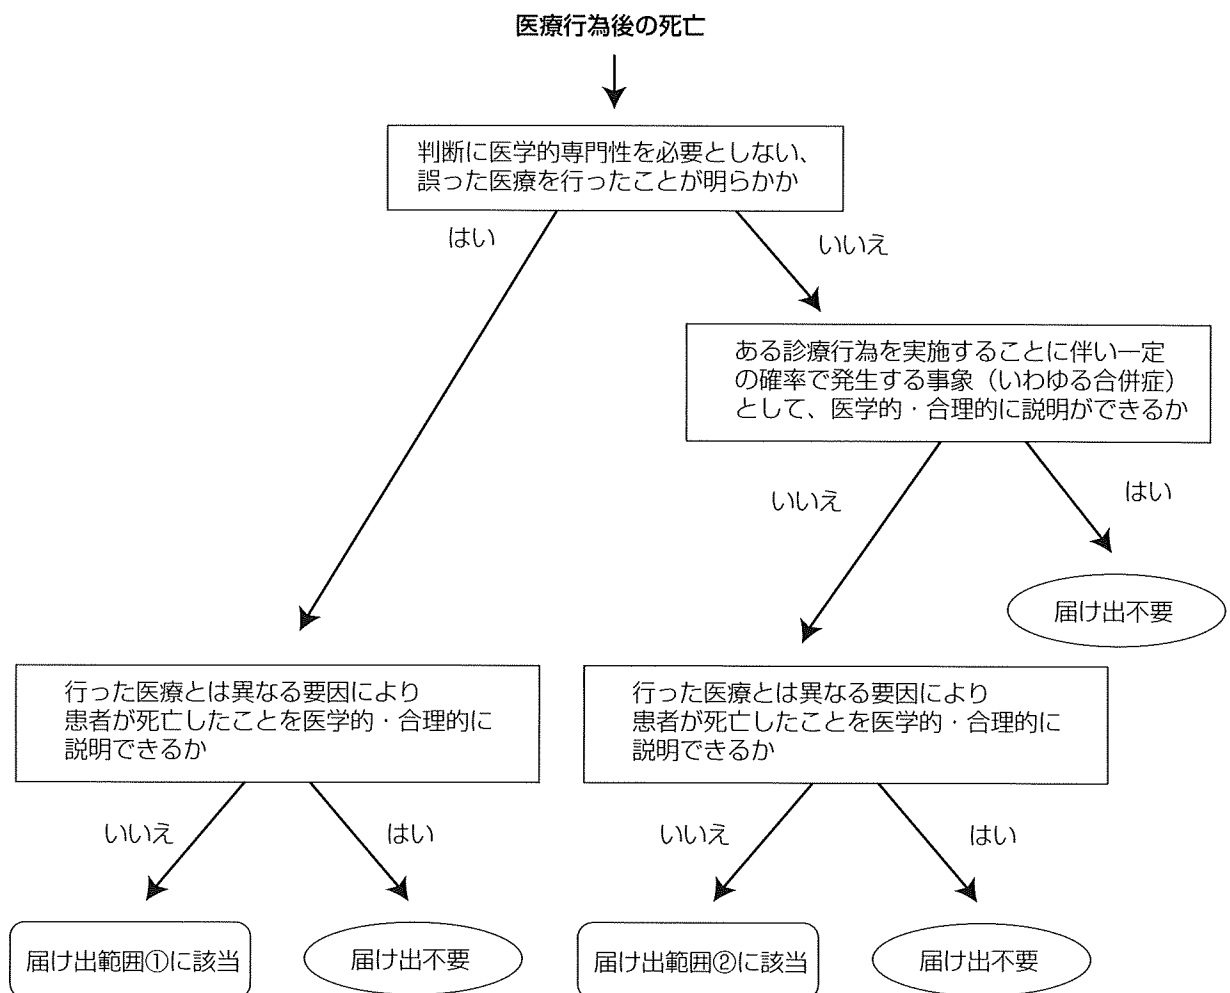 医療行為後の死亡
判断に医学的専門性を必要としない、
誤った医療を行ったことが明らかか
はい
いいえ
ある診療行為を実施することに伴い一定
の確率で発生する事象（いわゆる合併症）
として、医学的・合理的に説明ができるか
いいえ
はい
届け出不要
行った医療とは異なる要因により
患者が死亡したことを医学的・合理的に
説明できるか
行った医療とは異なる要因により
患者が死亡したことを医学的・合理的に
説明できるか
いいえ
はい
いいえ
はい
届け出範囲①に該当
届け出不要
届け出範囲②に該当
届け出不要